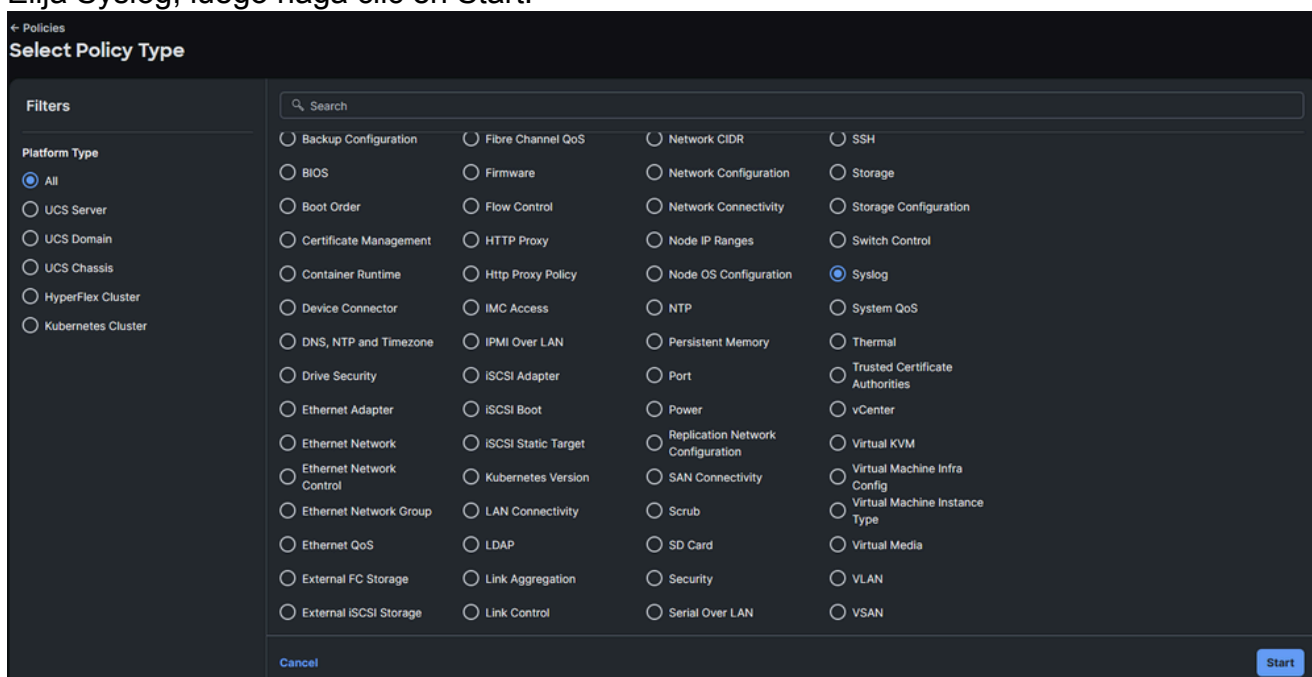 Elija Syslog, luego haga clic en Start.
← Policies
Select Policy Type
Filters
Search
Platform Type
All
UCS Server
UCS Domain
UCS Chassis
HyperFlex Cluster
Kubernetes Cluster
Backup Configuration
Fibre Channel QoS
Network CIDR
SSH
BIOS
Firmware
Network Configuration
Storage
Boot Order
Flow Control
Network Connectivity
Storage Configuration
Certificate Management
HTTP Proxy
Node IP Ranges
Switch Control
Container Runtime
Http Proxy Policy
Node OS Configuration
Syslog
Device Connector
IMC Access
NTP
System QoS
DNS, NTP and Timezone
IPMI Over LAN
Persistent Memory
Thermal
Drive Security
iSCSI Adapter
Port
Trusted Certificate
Authorities
Ethernet Adapter
iSCSI Boot
Power
vCenter
Ethernet Network
iSCSI Static Target
Replication Network
Configuration
Virtual KVM
Ethernet Network
Control
Kubernetes Version
SAN Connectivity
Virtual Machine Infra
Config
Ethernet Network Group
LAN Connectivity
Scrub
Virtual Machine Instance
Type
Ethernet QoS
LDAP
SD Card
Virtual Media
External FC Storage
Link Aggregation
Security
VLAN
External iSCSI Storage
Link Control
Serial Over LAN
VSAN
Cancel
Start